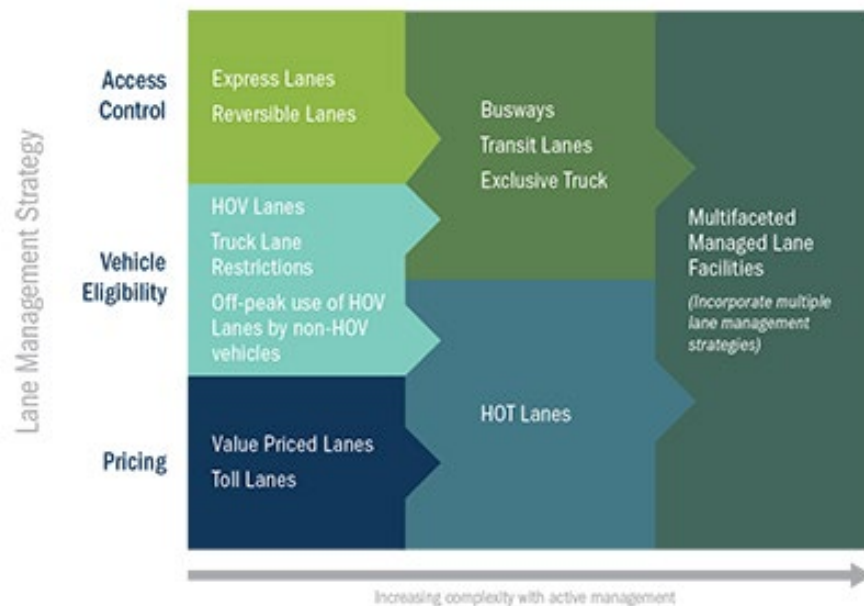 Lane Management Strategy
Access
Control
Express Lanes
Reversible Lanes
Vehicle
Eligibility
HOV Lanes
Truck Lane
Restrictions
Off-peak use of HOV
Lanes by non-HOV
vehicles
Pricing
Value Priced Lanes
Toll Lanes
Busways
Transit Lanes
Exclusive Truck
HOT Lanes
Multifaceted
Managed Lane
Facilities
(Incorporate multiple
lane management
strategies)
Increasing complexity with active management